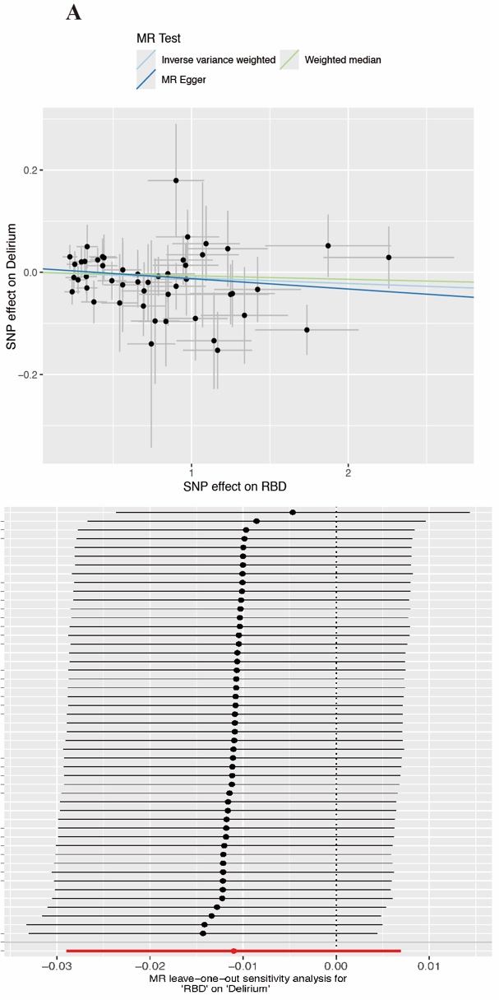 A
MR Test
Inverse variance weighted
Weighted median
MR Egger
0.2
0.0
−0.2
SNP effect on Delirium
1
2
SNP effect on RBD
−0.03
−0.02
−0.01
0.00
0.01
MR leave−one−out sensitivity analysis for
'RBD' on 'Delirium'